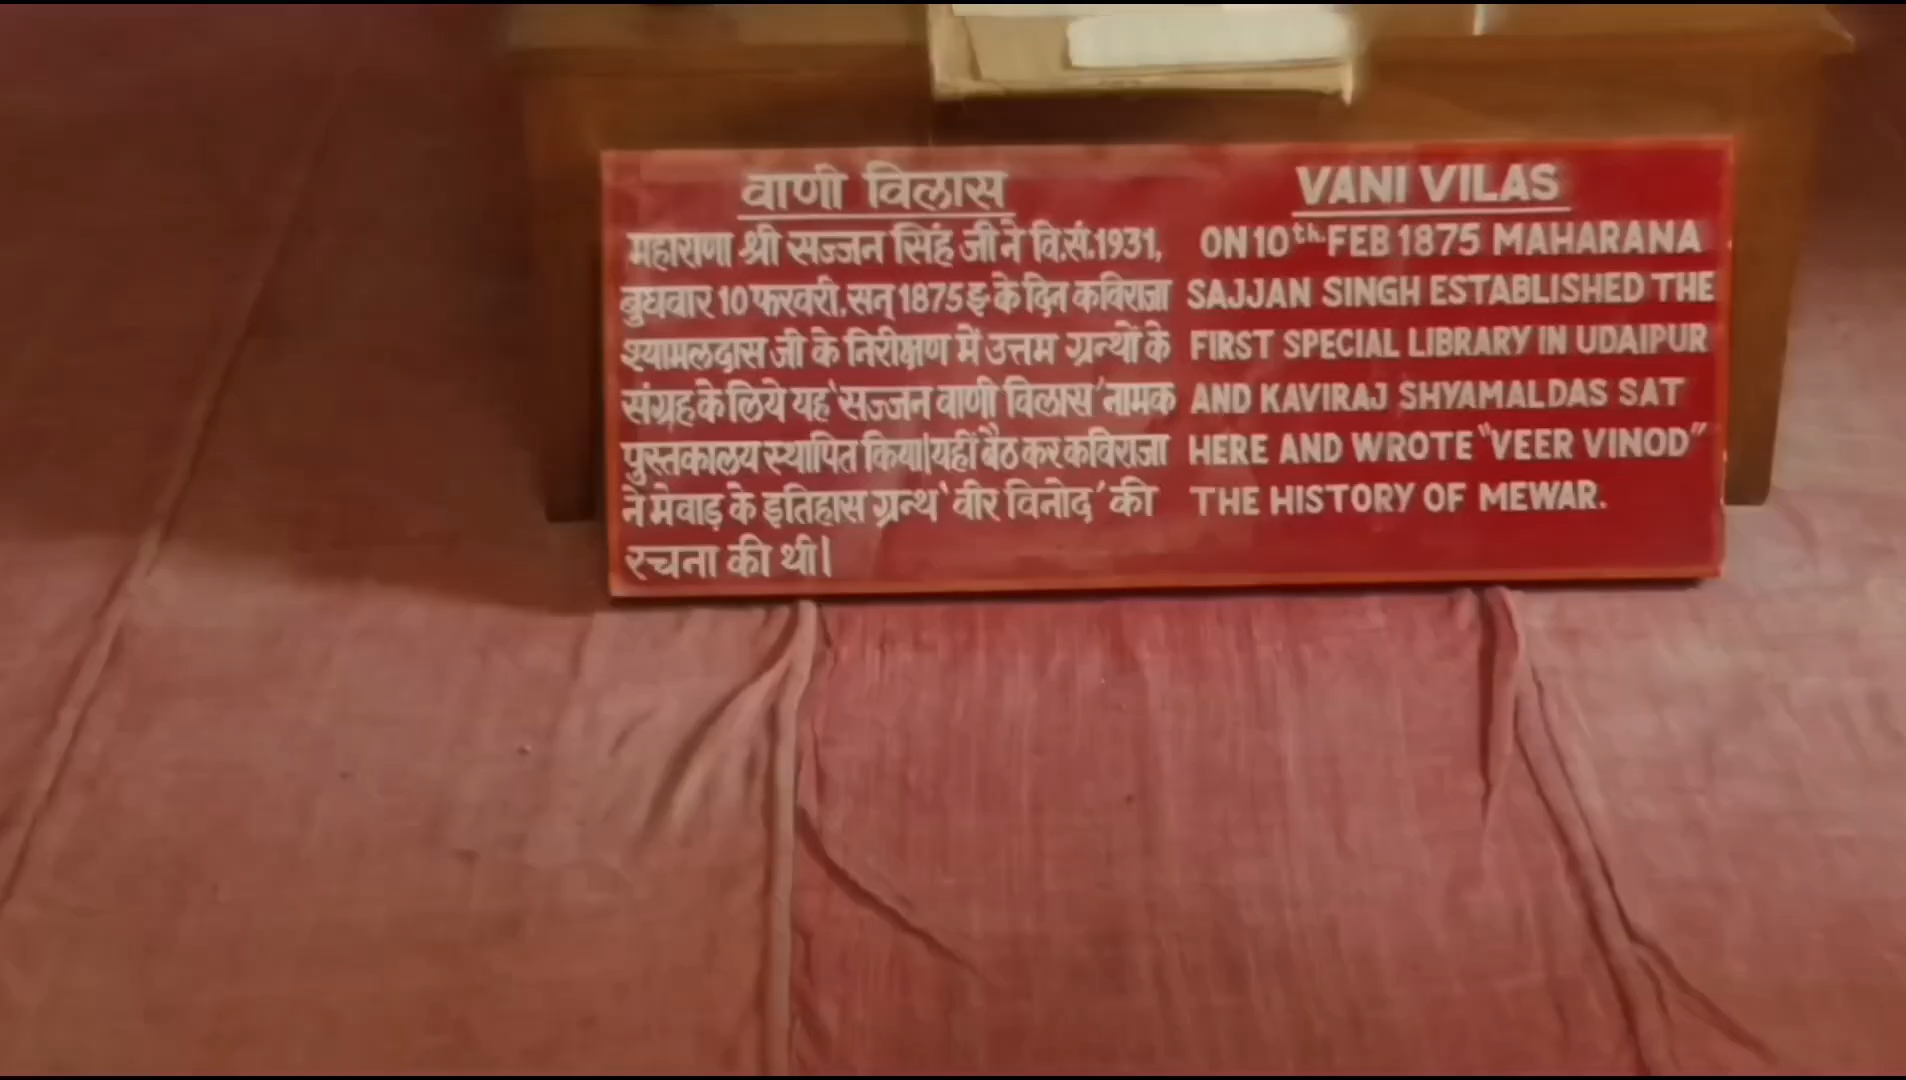 वाणी विलास
महाराणा श्री सज्जन सिंह जी ने वि.सं.1931,
बुधवार 10 फरवरी, सन् 1875 इ. के दिन कविराजा
श्यामलदास जी के निरीक्षण में उत्तम ग्रन्थों के
संग्रह के लिये यह 'सज्जन वाणी विलास' नामक
पुस्तकालय स्थापित किया|यहीं बैठ कर कविराजा
ने मेवाड़ के इतिहास ग्रन्थ 'वीर विनोद' की
रचना की थी|
VANI VILAS
ON 10th. FEB 1875 MAHARANA
SAJJAN SINGH ESTABLISHED THE
FIRST SPECIAL LIBRARY IN UDAIPUR
AND KAVIRAJ SHYAMALDAS SAT
HERE AND WROTE "VEER VINOD"
THE HISTORY OF MEWAR.